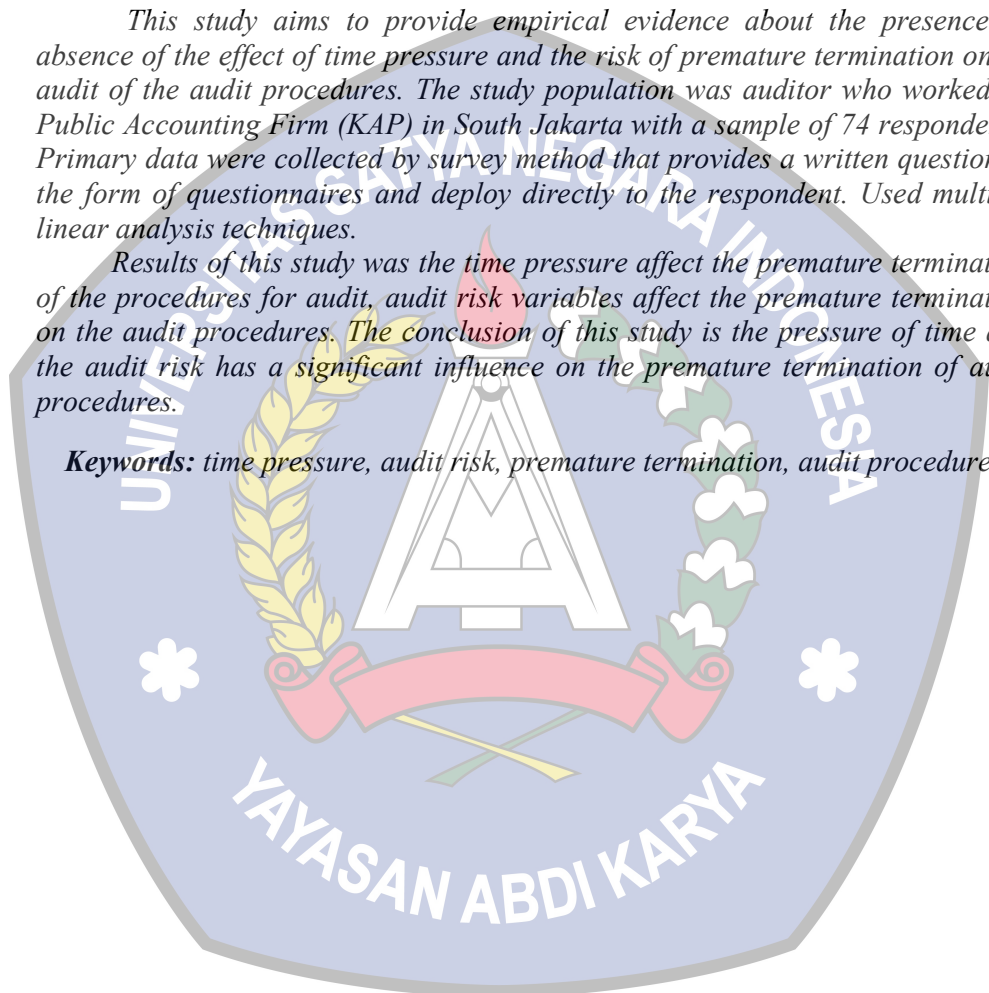 This study aims to provide empirical evidence about the presence
absence of the effect of time pressure and the risk of premature termination on
audit of the audit procedures. The study population was auditor who worked
Public Accounting Firm (KAP) in South Jakarta with a sample of 74 responde
Primary data were collected by survey method that provides a written question
the form of questionnaires and deploy directly to the respondent. Used mult
linear analysis techniques.
Results of this study was the time pressure affect the premature terminat
of the procedures for audit, audit risk variables affect the premature terminat
on the audit procedures. The conclusion of this study is the pressure of time
the audit risk has a significant influence on the premature termination of a
procedures.
Keywords: time pressure, audit risk, premature termination, audit procedure
UNIVERSITAS SATYA NEGARA INDONESIA
YAYASAN ABDI KARYA